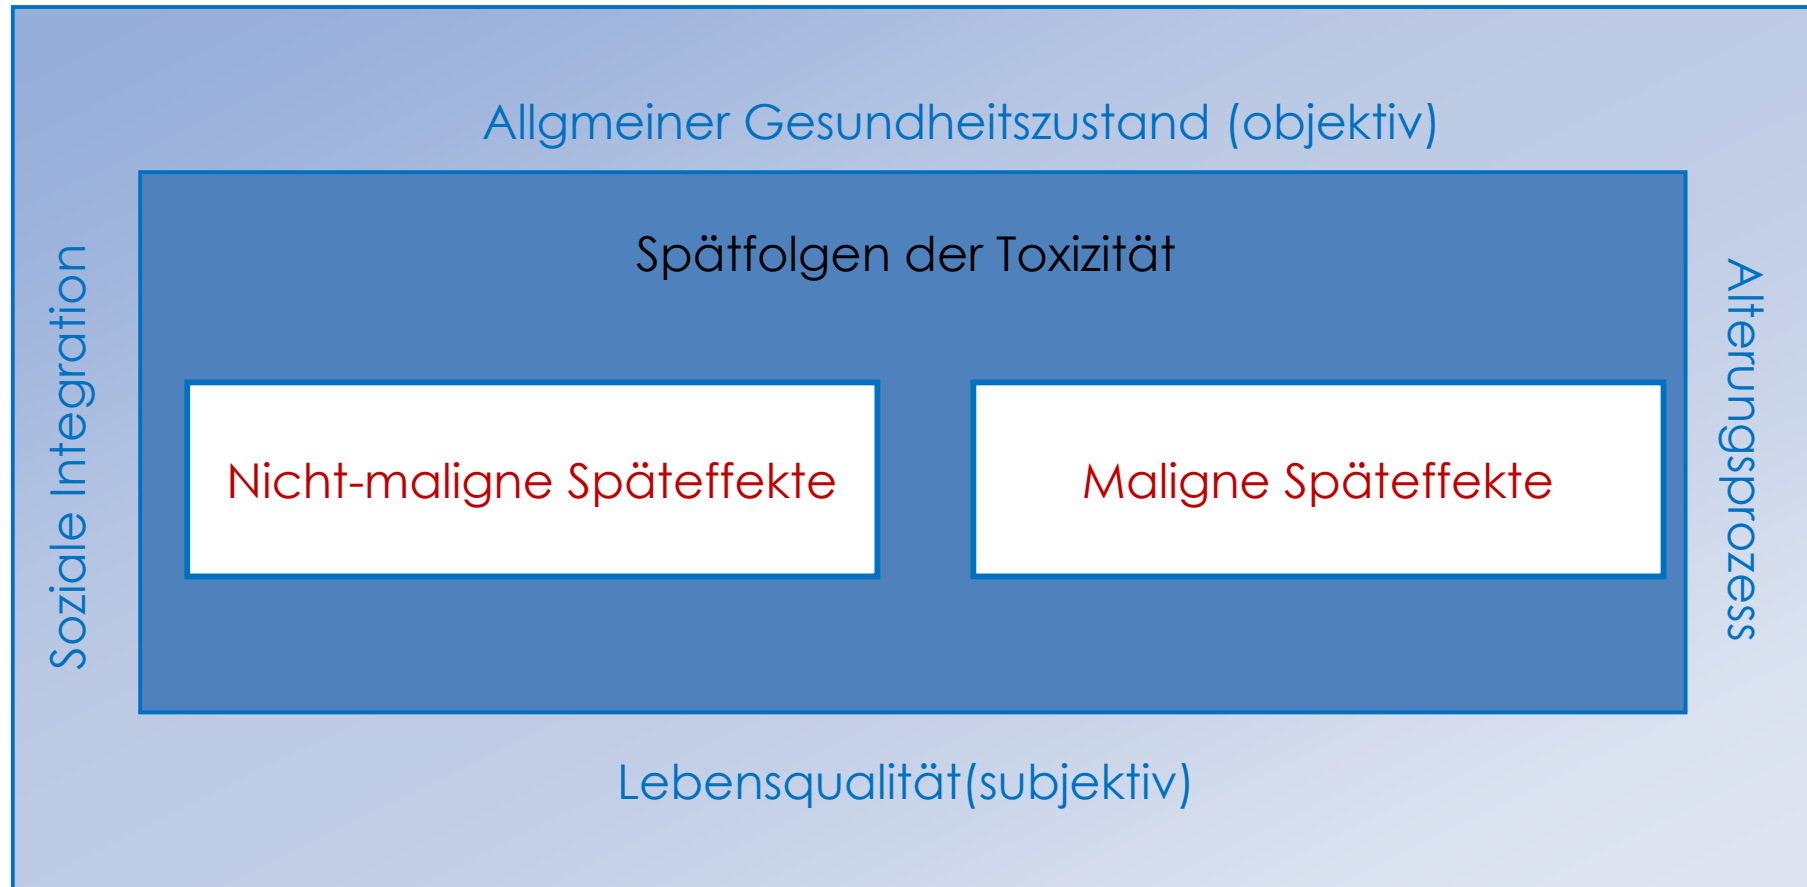 Allgmeiner Gesundheitszustand (objektiv)
Soziale Integration
Spätfolgen der Toxizität
Nicht-maligne Späteffekte
Maligne Späteffekte
Alterungsprozess
Lebensqualität(subjektiv)